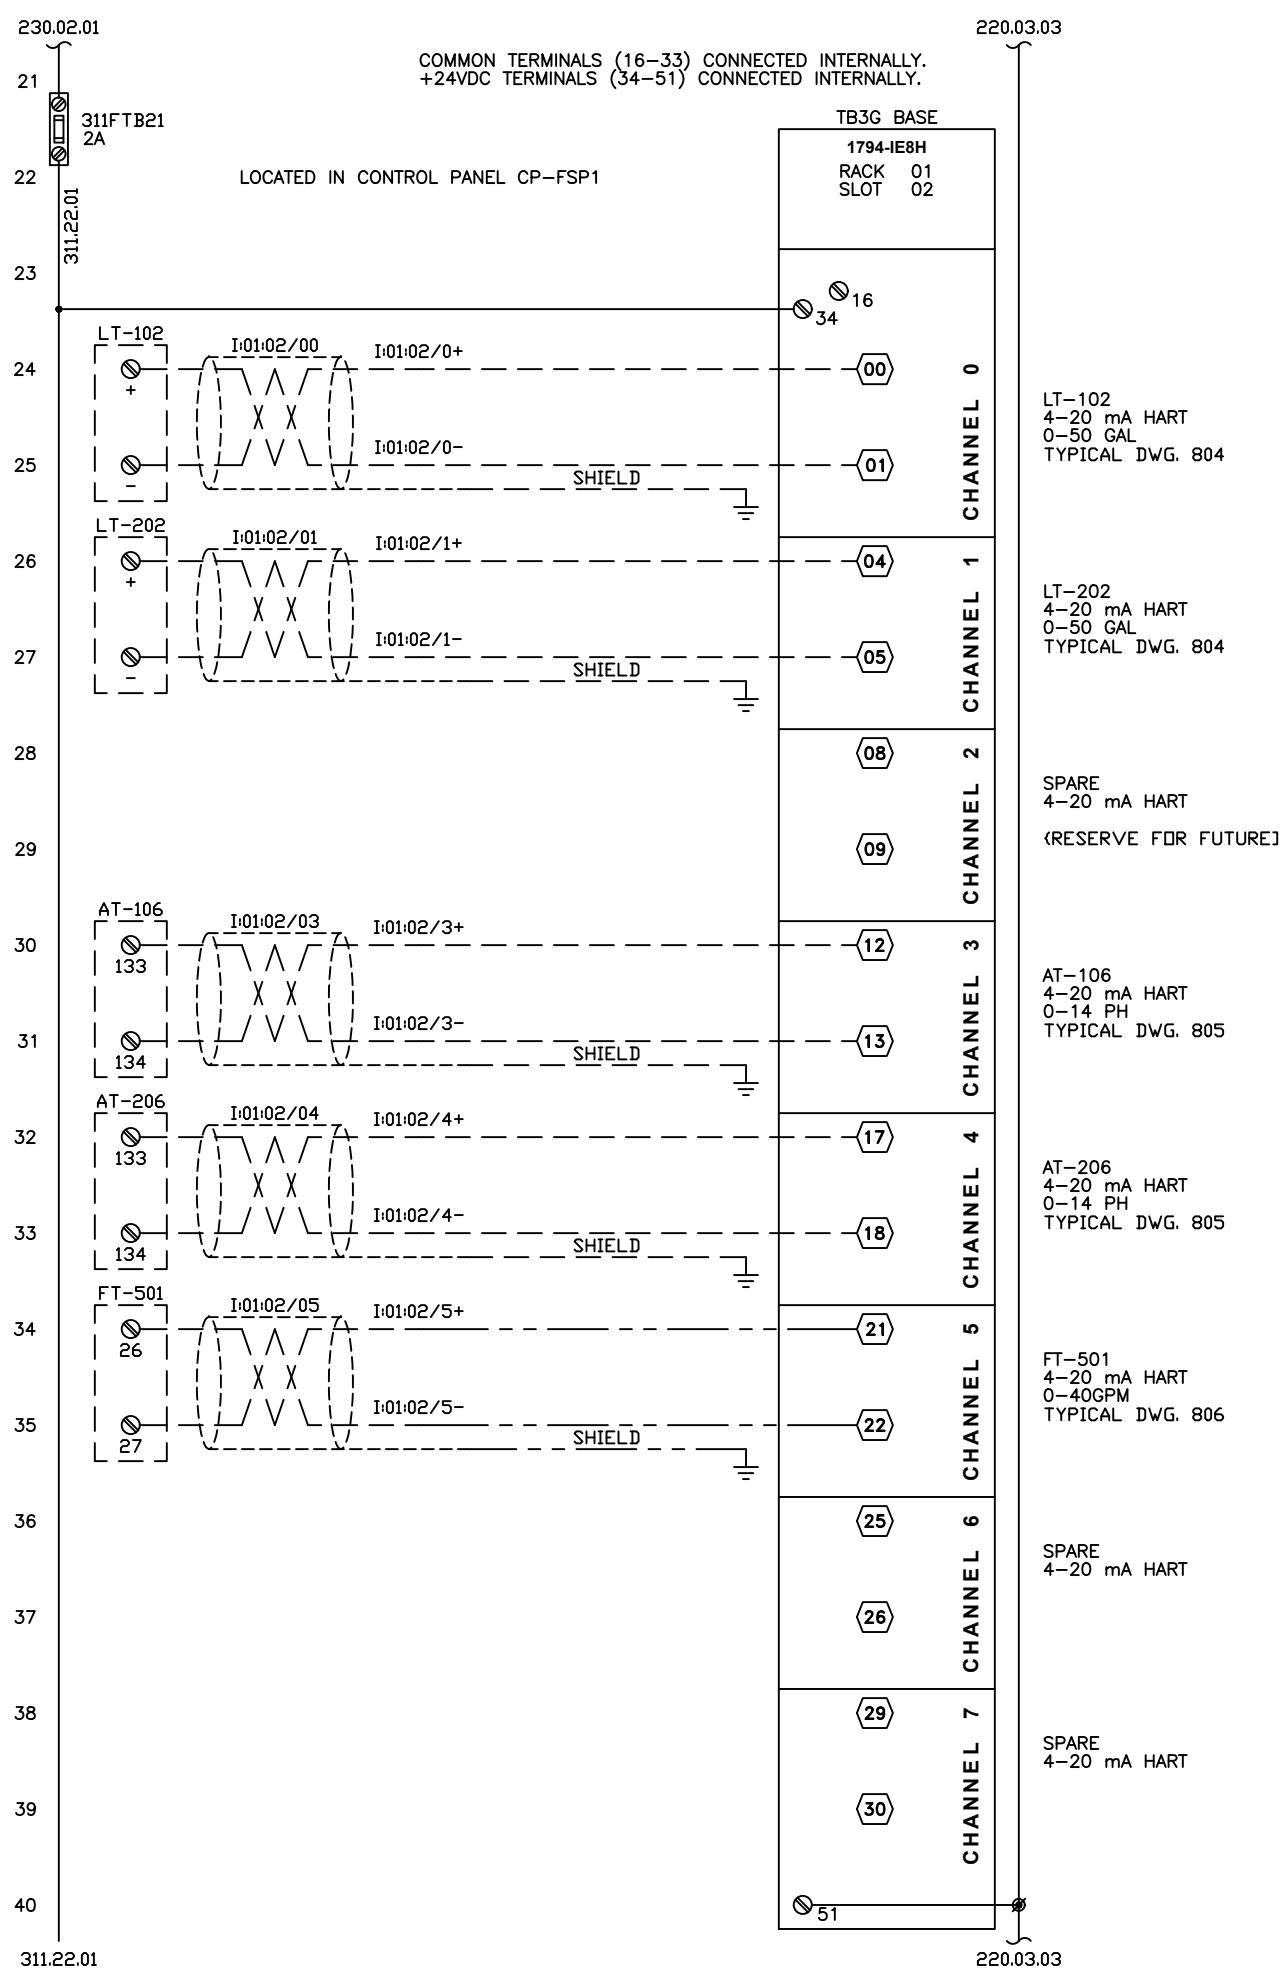 230.02.01
220.03.03
COMMON TERMINALS (16-33) CONNECTED INTERNALLY.
+24VDC TERMINALS (34-51) CONNECTED INTERNALLY.
21
311FTB21
2A
TB3G BASE
1794-IE8H
RACK 01
SLOT 02
22
LOCATED IN CONTROL PANEL CP-FSP1
311.22.01
23
16
34
LT-102
I:01:02/00
I:01:02/0+
24
+
00
CHANNEL 0
LT-102
4-20 mA HART
0-50 GAL
TYPICAL DWG. 804
I:01:02/0-
25
-
01
SHIELD
LT-202
I:01:02/01
I:01:02/1+
26
+
04
CHANNEL 1
LT-202
4-20 mA HART
0-50 GAL
TYPICAL DWG. 804
I:01:02/1-
27
-
05
SHIELD
28
08
CHANNEL 2
SPARE
4-20 mA HART
{RESERVE FOR FUTURE]
29
09
AT-106
I:01:02/03
I:01:02/3+
30
133
12
CHANNEL 3
AT-106
4-20 mA HART
0-14 PH
TYPICAL DWG. 805
I:01:02/3-
31
134
13
SHIELD
AT-206
I:01:02/04
I:01:02/4+
32
133
17
CHANNEL 4
AT-206
4-20 mA HART
0-14 PH
TYPICAL DWG. 805
I:01:02/4-
33
134
18
SHIELD
FT-501
I:01:02/05
I:01:02/5+
34
26
21
CHANNEL 5
FT-501
4-20 mA HART
0-40GPM
TYPICAL DWG. 806
I:01:02/5-
35
27
22
SHIELD
36
25
CHANNEL 6
SPARE
4-20 mA HART
37
26
38
29
CHANNEL 7
SPARE
4-20 mA HART
39
30
40
51
311.22.01
220.03.03